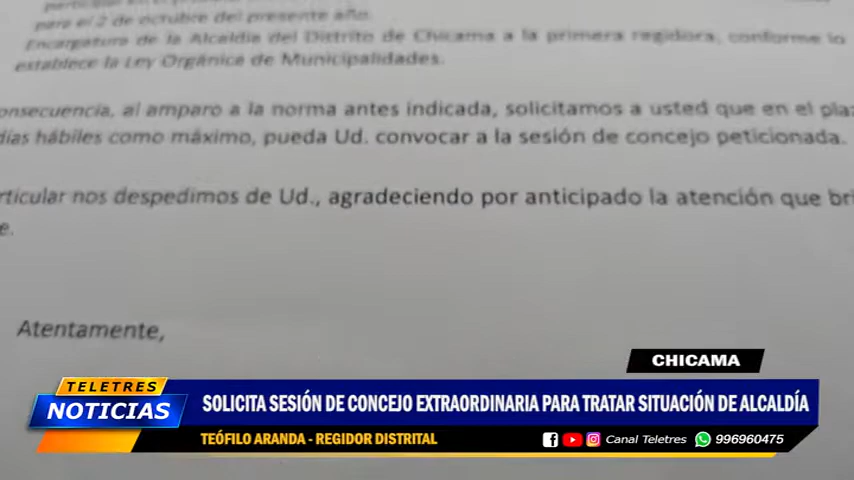 para el 2 de octubre del presente año.
Encargatura de la Alcaldía del Distrito de Chicama a la primera regidora, conforme lo
establece la Ley Orgánica de Municipalidades.
onsecuencia, al amparo a la norma antes indicada, solicitamos a usted que en el pla
días hábiles como máximo, pueda Ud. convocar a la sesión de concejo peticionada.
rticular nos despedimos de Ud., agradeciendo por anticipado la atención que bri
e.
Atentamente,
CHICAMA
TELETRES
NOTICIAS
SOLICITA SESIÓN DE CONCEJO EXTRAORDINARIA PARA TRATAR SITUACIÓN DE ALCALDÍA
TEÓFILO ARANDA - REGIDOR DISTRITAL
Canal Teletres 996960475